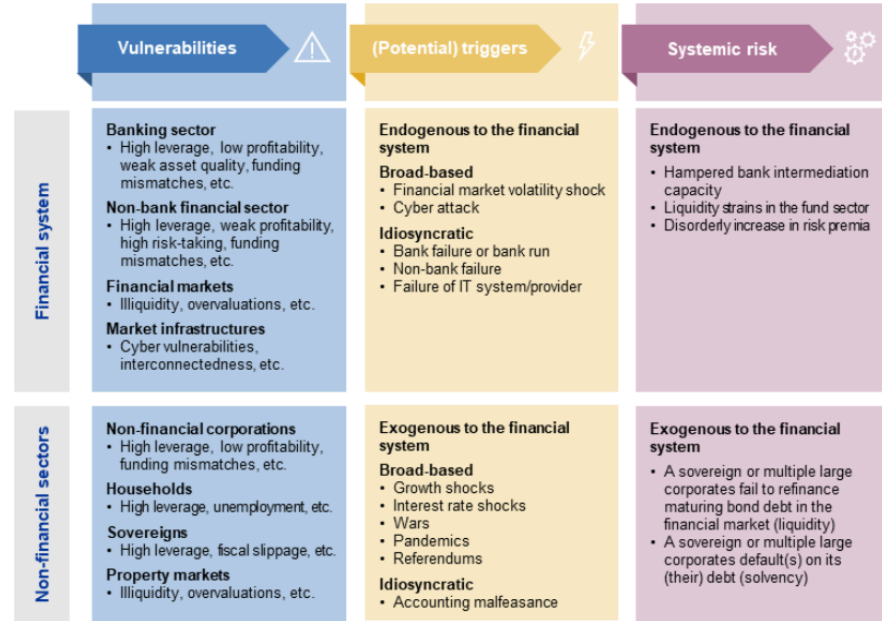 Vulnerabilities
(Potential) triggers
Systemic risk
Financial system
Banking sector
• High leverage, low profitability,
weak asset quality, funding
mismatches, etc.
Non-bank financial sector
• High leverage, weak profitability,
high risk-taking, funding
mismatches, etc.
Financial markets
• Illiquidity, overvaluations, etc.
Market infrastructures
• Cyber vulnerabilities,
interconnectedness, etc.
Endogenous to the financial
system
Broad-based
• Financial market volatility shock
• Cyber attack
Idiosyncratic
• Bank failure or bank run
• Non-bank failure
• Failure of IT system/provider
Endogenous to the financial
system
• Hampered bank intermediation
capacity
• Liquidity strains in the fund sector
• Disorderly increase in risk premia
Non-financial sectors
Non-financial corporations
• High leverage, low profitability,
funding mismatches, etc.
Households
• High leverage, unemployment, etc.
Sovereigns
• High leverage, fiscal slippage, etc.
Property markets
• Illiquidity, overvaluations, etc.
Exogenous to the financial
system
Broad-based
• Growth shocks
• Interest rate shocks
• Wars
• Pandemics
• Referendums
Idiosyncratic
• Accounting malfeasance
Exogenous to the financial
system
• A sovereign or multiple large
corporates fail to refinance
maturing bond debt in the
financial market (liquidity)
• A sovereign or multiple large
corporates default(s) on its
(their) debt (solvency)